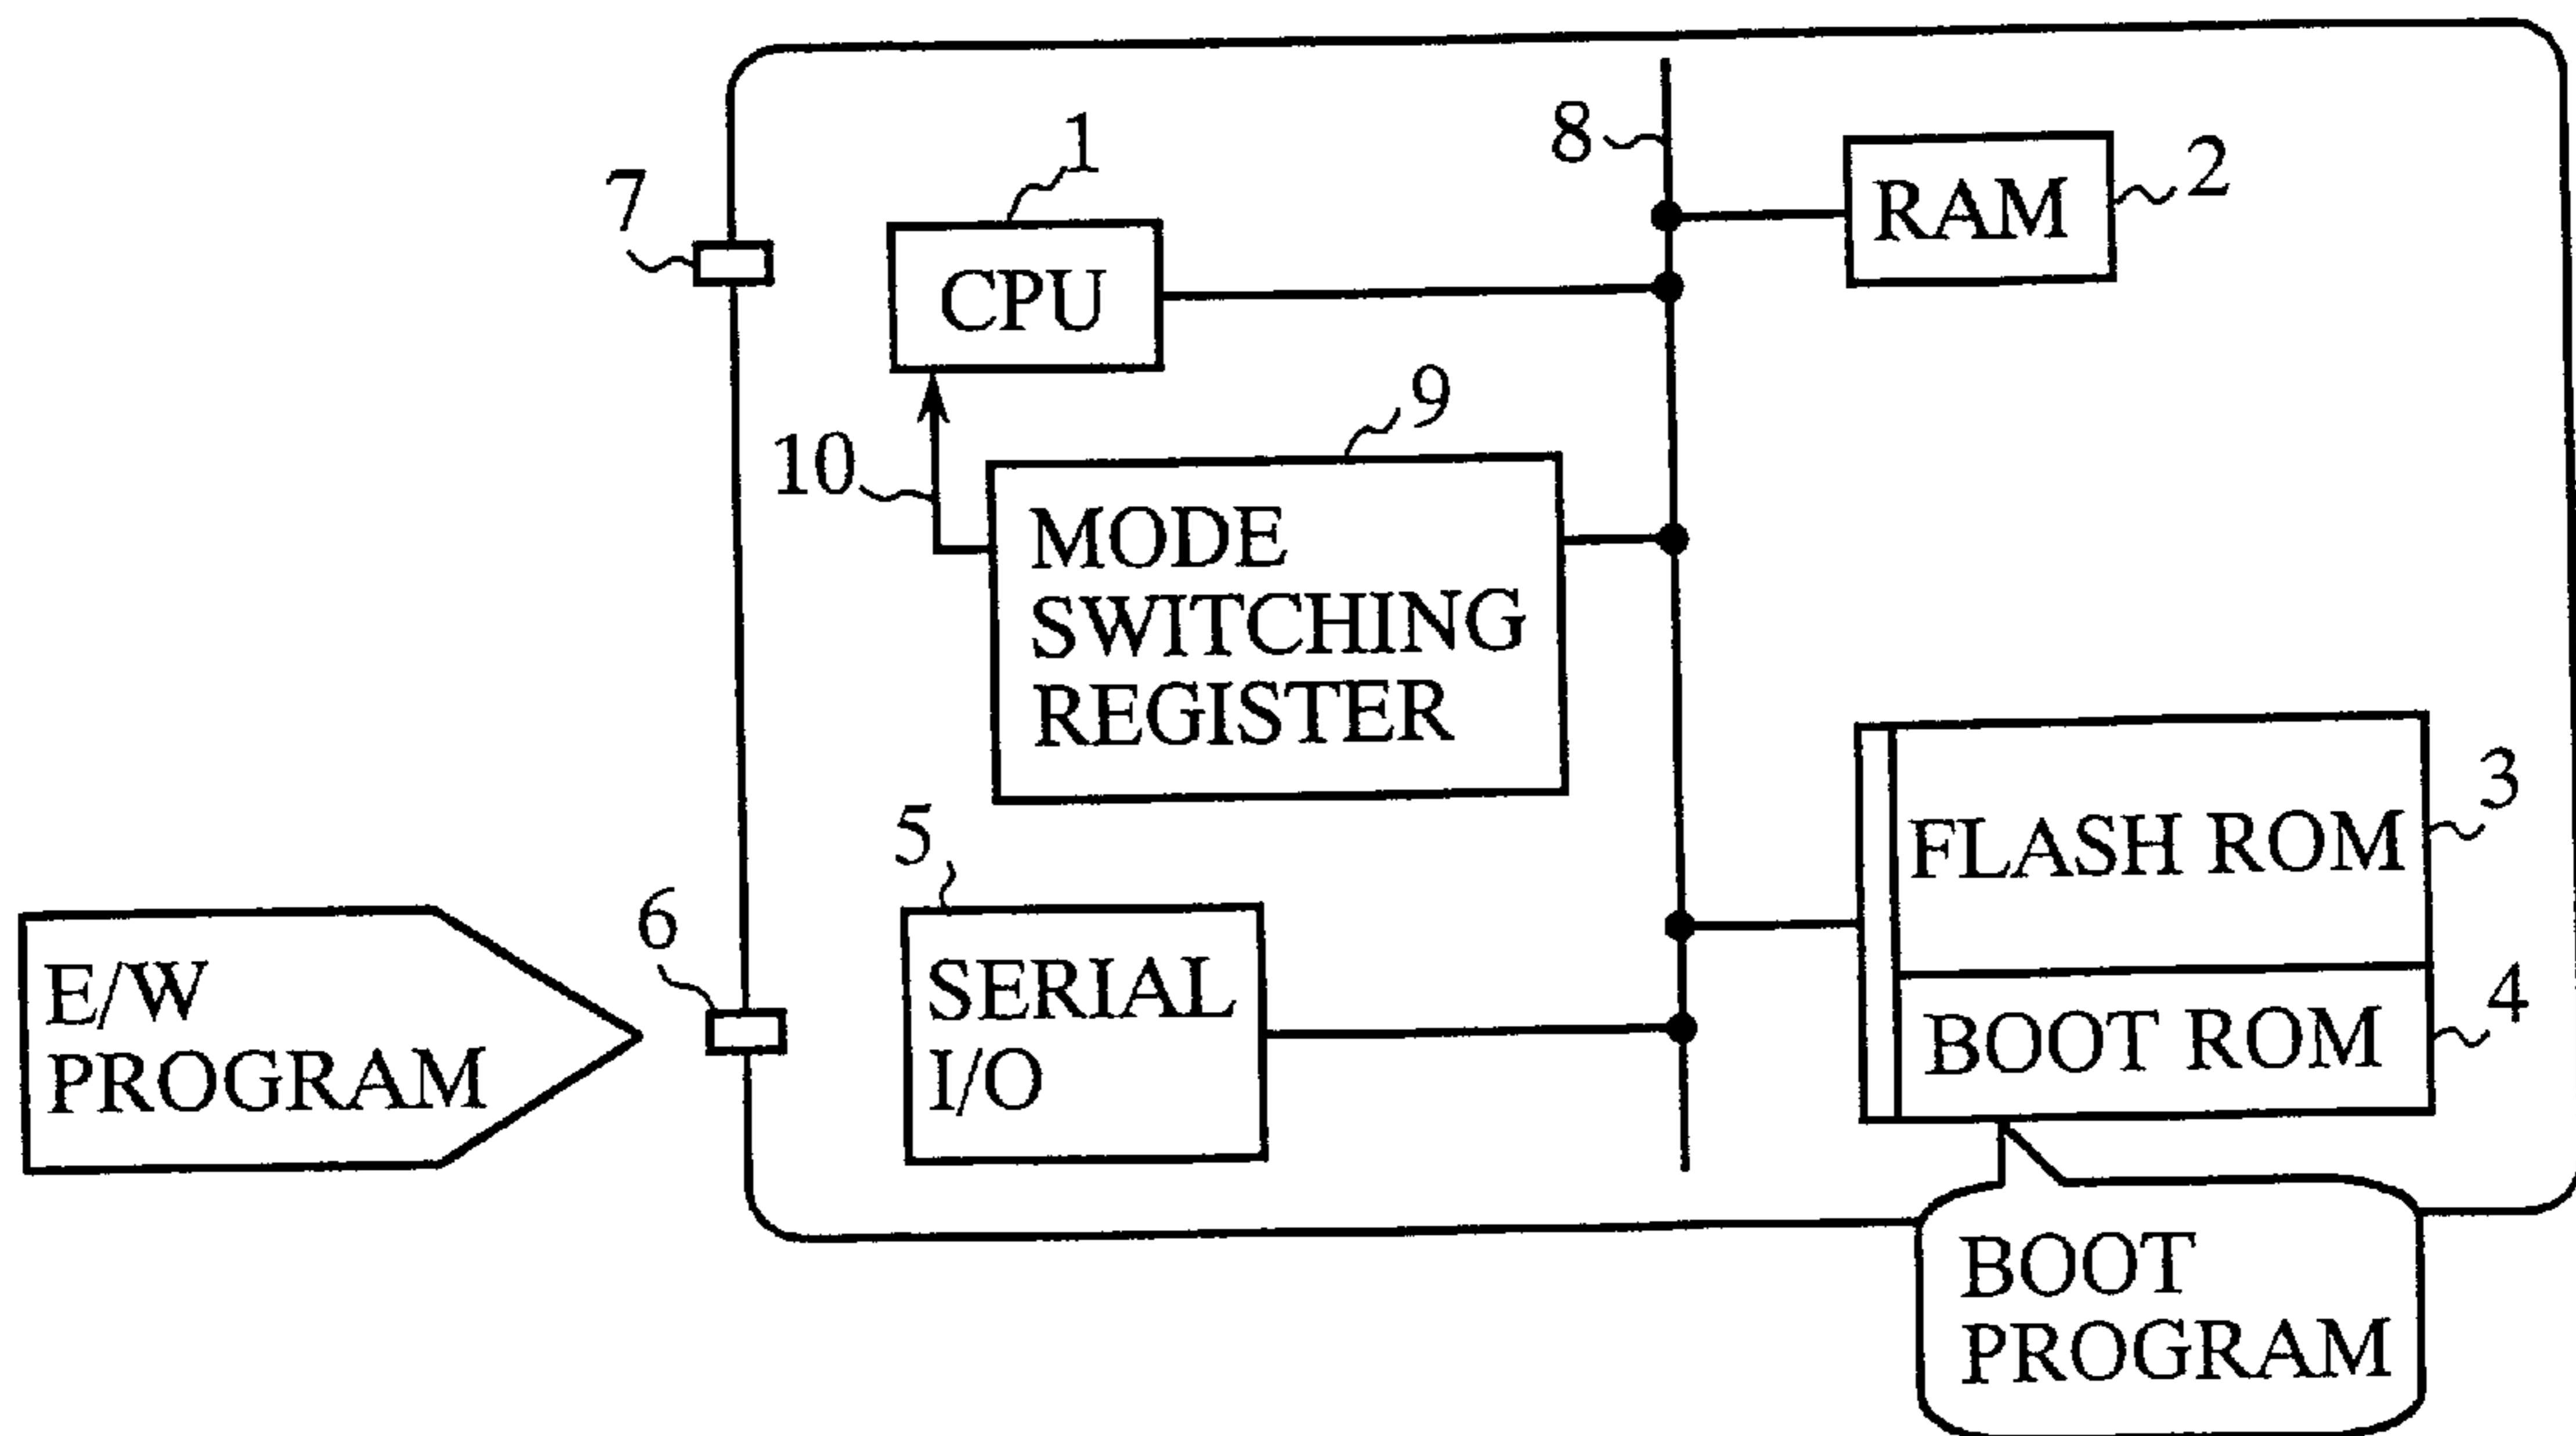 8
RAM
2
1
7
CPU
9
10
MODE
SWITCHING
REGISTER
3
FLASH ROM
5
6
E/W
PROGRAM
SERIAL
I/O
4
BOOT ROM
BOOT
PROGRAM